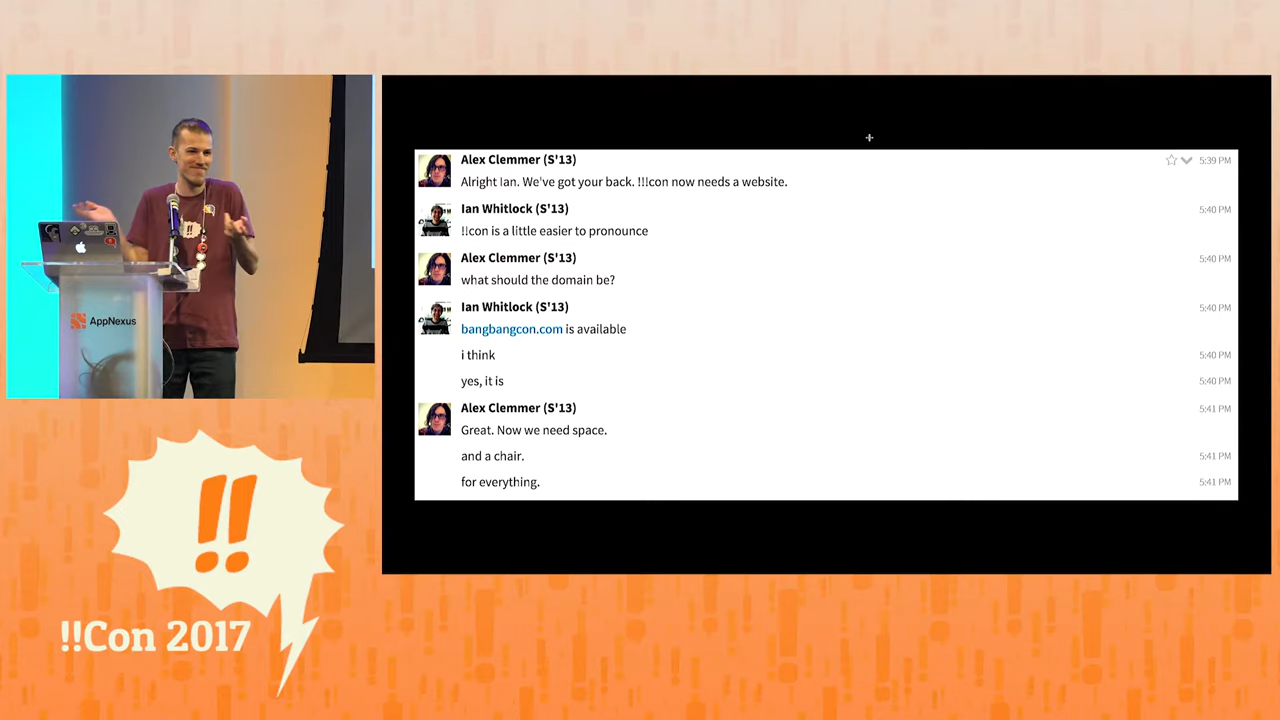 Alex Clemmer (S'13)
5:39 PM
Alright Ian. We've got your back. !!!con now needs a website.
Ian Whitlock (S'13)
5:40 PM
!!con is a little easier to pronounce
Alex Clemmer (S'13)
5:40 PM
what should the domain be?
Ian Whitlock (S'13)
5:40 PM
bangbangcon.com is available
i think
5:40 PM
yes, it is
5:40 PM
Alex Clemmer (S'13)
5:41 PM
Great. Now we need space.
and a chair.
5:41 PM
for everything.
5:41 PM
AppNexus
!!
!!
!!Con 2017